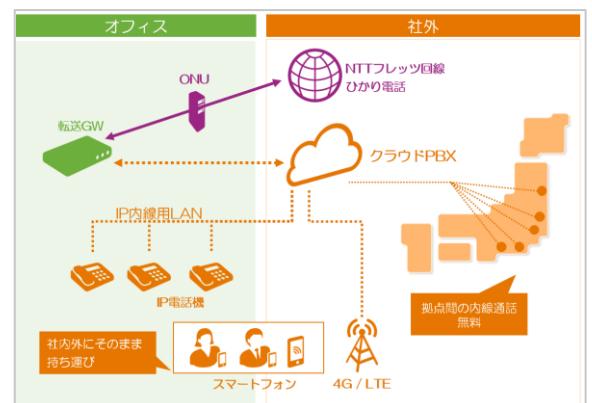 オフィス
社外
ONU
NTTフレッツ回線
ひかり電話
転送GW
クラウドPBX
IP内線用LAN
IP電話機
拠点間の内線通話
無料
社内外にそのまま
持ち運び
スマートフォン
4G / LTE